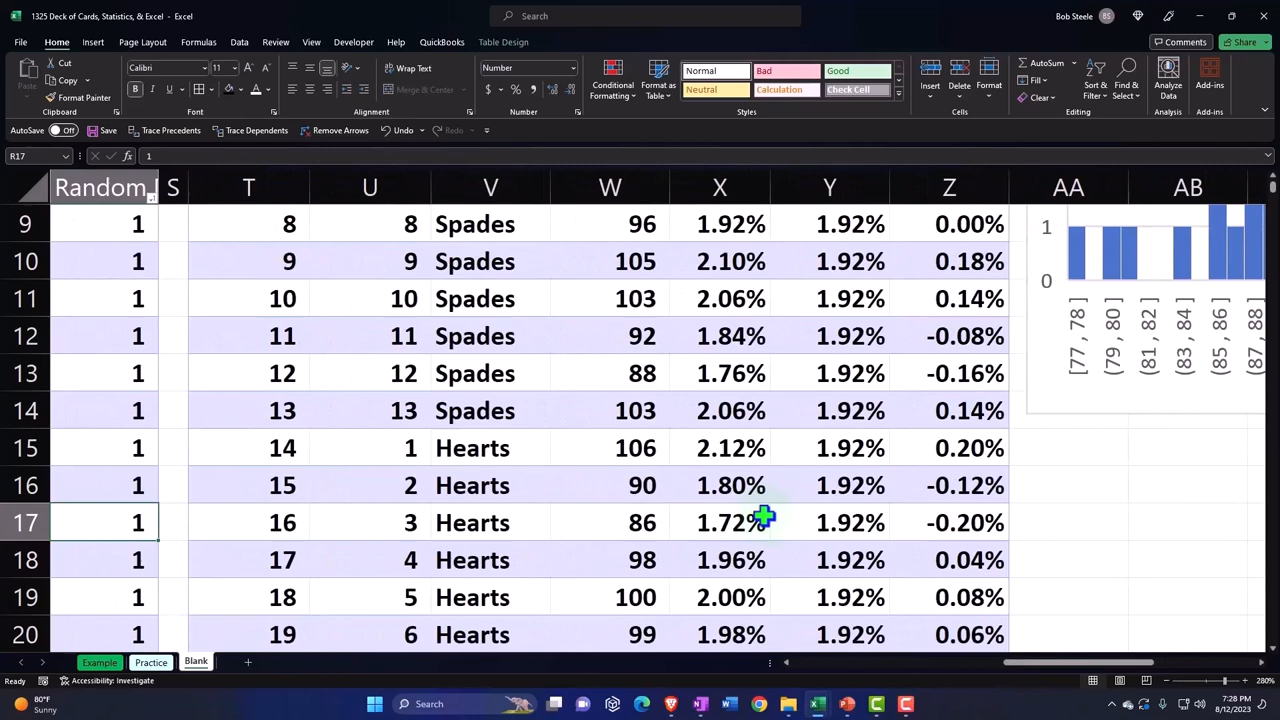 1325 Deck of Cards, Statistics, & Excel - Excel
Search
Bob Steele BS
File Home Insert Page Layout Formulas Data Review View Developer Help QuickBooks Table Design
Comments Share
Paste
Cut
Copy
Format Painter
Clipboard
Calibri 11
B I U
Font
Wrap Text
Merge & Center
Alignment
Number
$ % 9
Number
Conditional Formatting
Format as Table
Normal Bad Good
Neutral Calculation Check Cell
Styles
Insert Delete Format
Cells
AutoSum
Fill
Clear
Sort & Filter
Find & Select
Editing
Analyze Data
Analysis
Add-ins
Add-ins
AutoSave Off Save Trace Precedents Trace Dependents Remove Arrows Undo Redo
R17 fx 1
Random S T U V W X Y Z AA AB
9 1 8 8 Spades 96 1.92% 1.92% 0.00%
10 1 9 9 Spades 105 2.10% 1.92% 0.18%
11 1 10 10 Spades 103 2.06% 1.92% 0.14%
12 1 11 11 Spades 92 1.84% 1.92% -0.08%
13 1 12 12 Spades 88 1.76% 1.92% -0.16%
14 1 13 13 Spades 103 2.06% 1.92% 0.14%
15 1 14 1 Hearts 106 2.12% 1.92% 0.20%
16 1 15 2 Hearts 90 1.80% 1.92% -0.12%
17 1 16 3 Hearts 86 1.72% 1.92% -0.20%
18 1 17 4 Hearts 98 1.96% 1.92% 0.04%
19 1 18 5 Hearts 100 2.00% 1.92% 0.08%
20 1 19 6 Hearts 99 1.98% 1.92% 0.06%
1
0
[77 , 78 ]
(79 , 80 ]
(81 , 82 ]
(83 , 84 ]
(85 , 86 ]
(87 , 88 ]
Example Practice Blank
Ready Accessibility: Investigate
280%
80°F
Sunny
Search
7:28 PM
8/12/2023